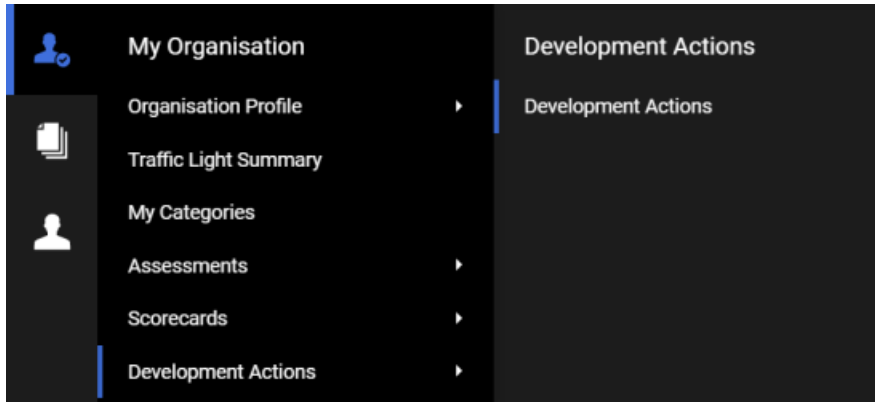 My Organisation
Organisation Profile
Traffic Light Summary
My Categories
Assessments
Scorecards
Development Actions
Development Actions
Development Actions